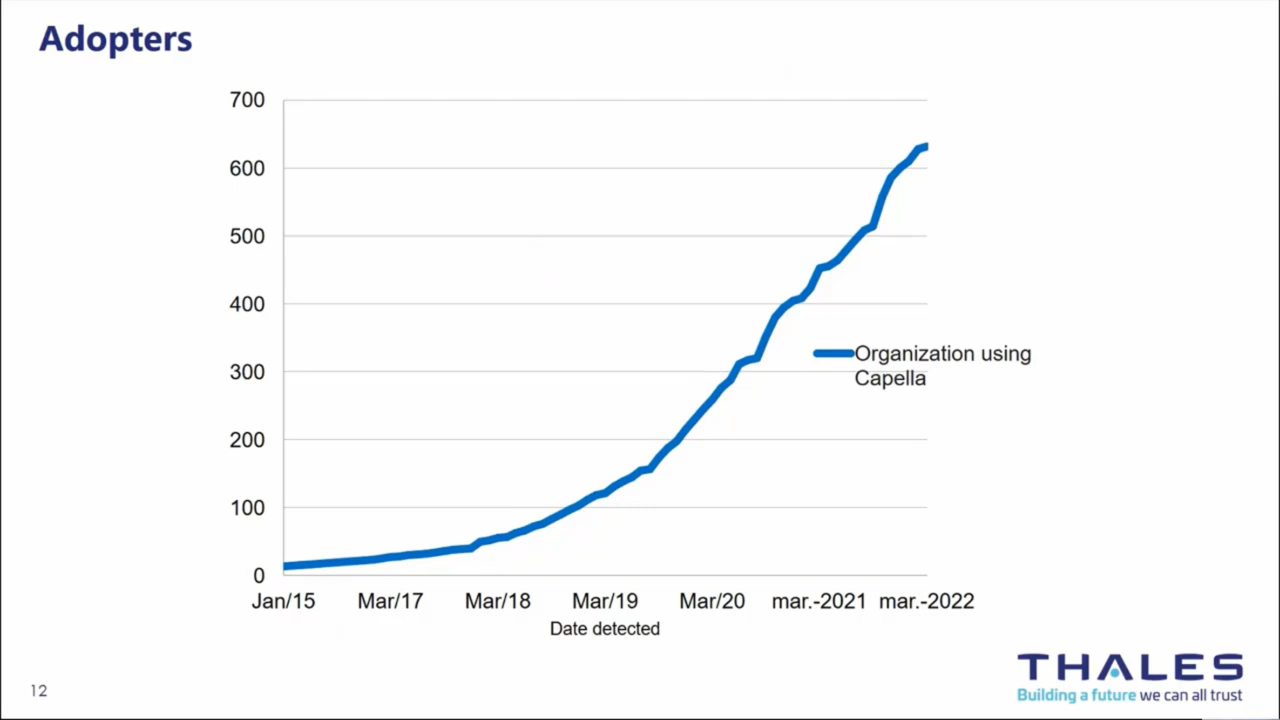 Adopters
700
600
500
400
300
200
100
0
Organization using
Capella
Jan/15 Mar/17 Mar/18 Mar/19 Mar/20 mar.-2021 mar.-2022
Date detected
THALES
Building a future we can all trust
12